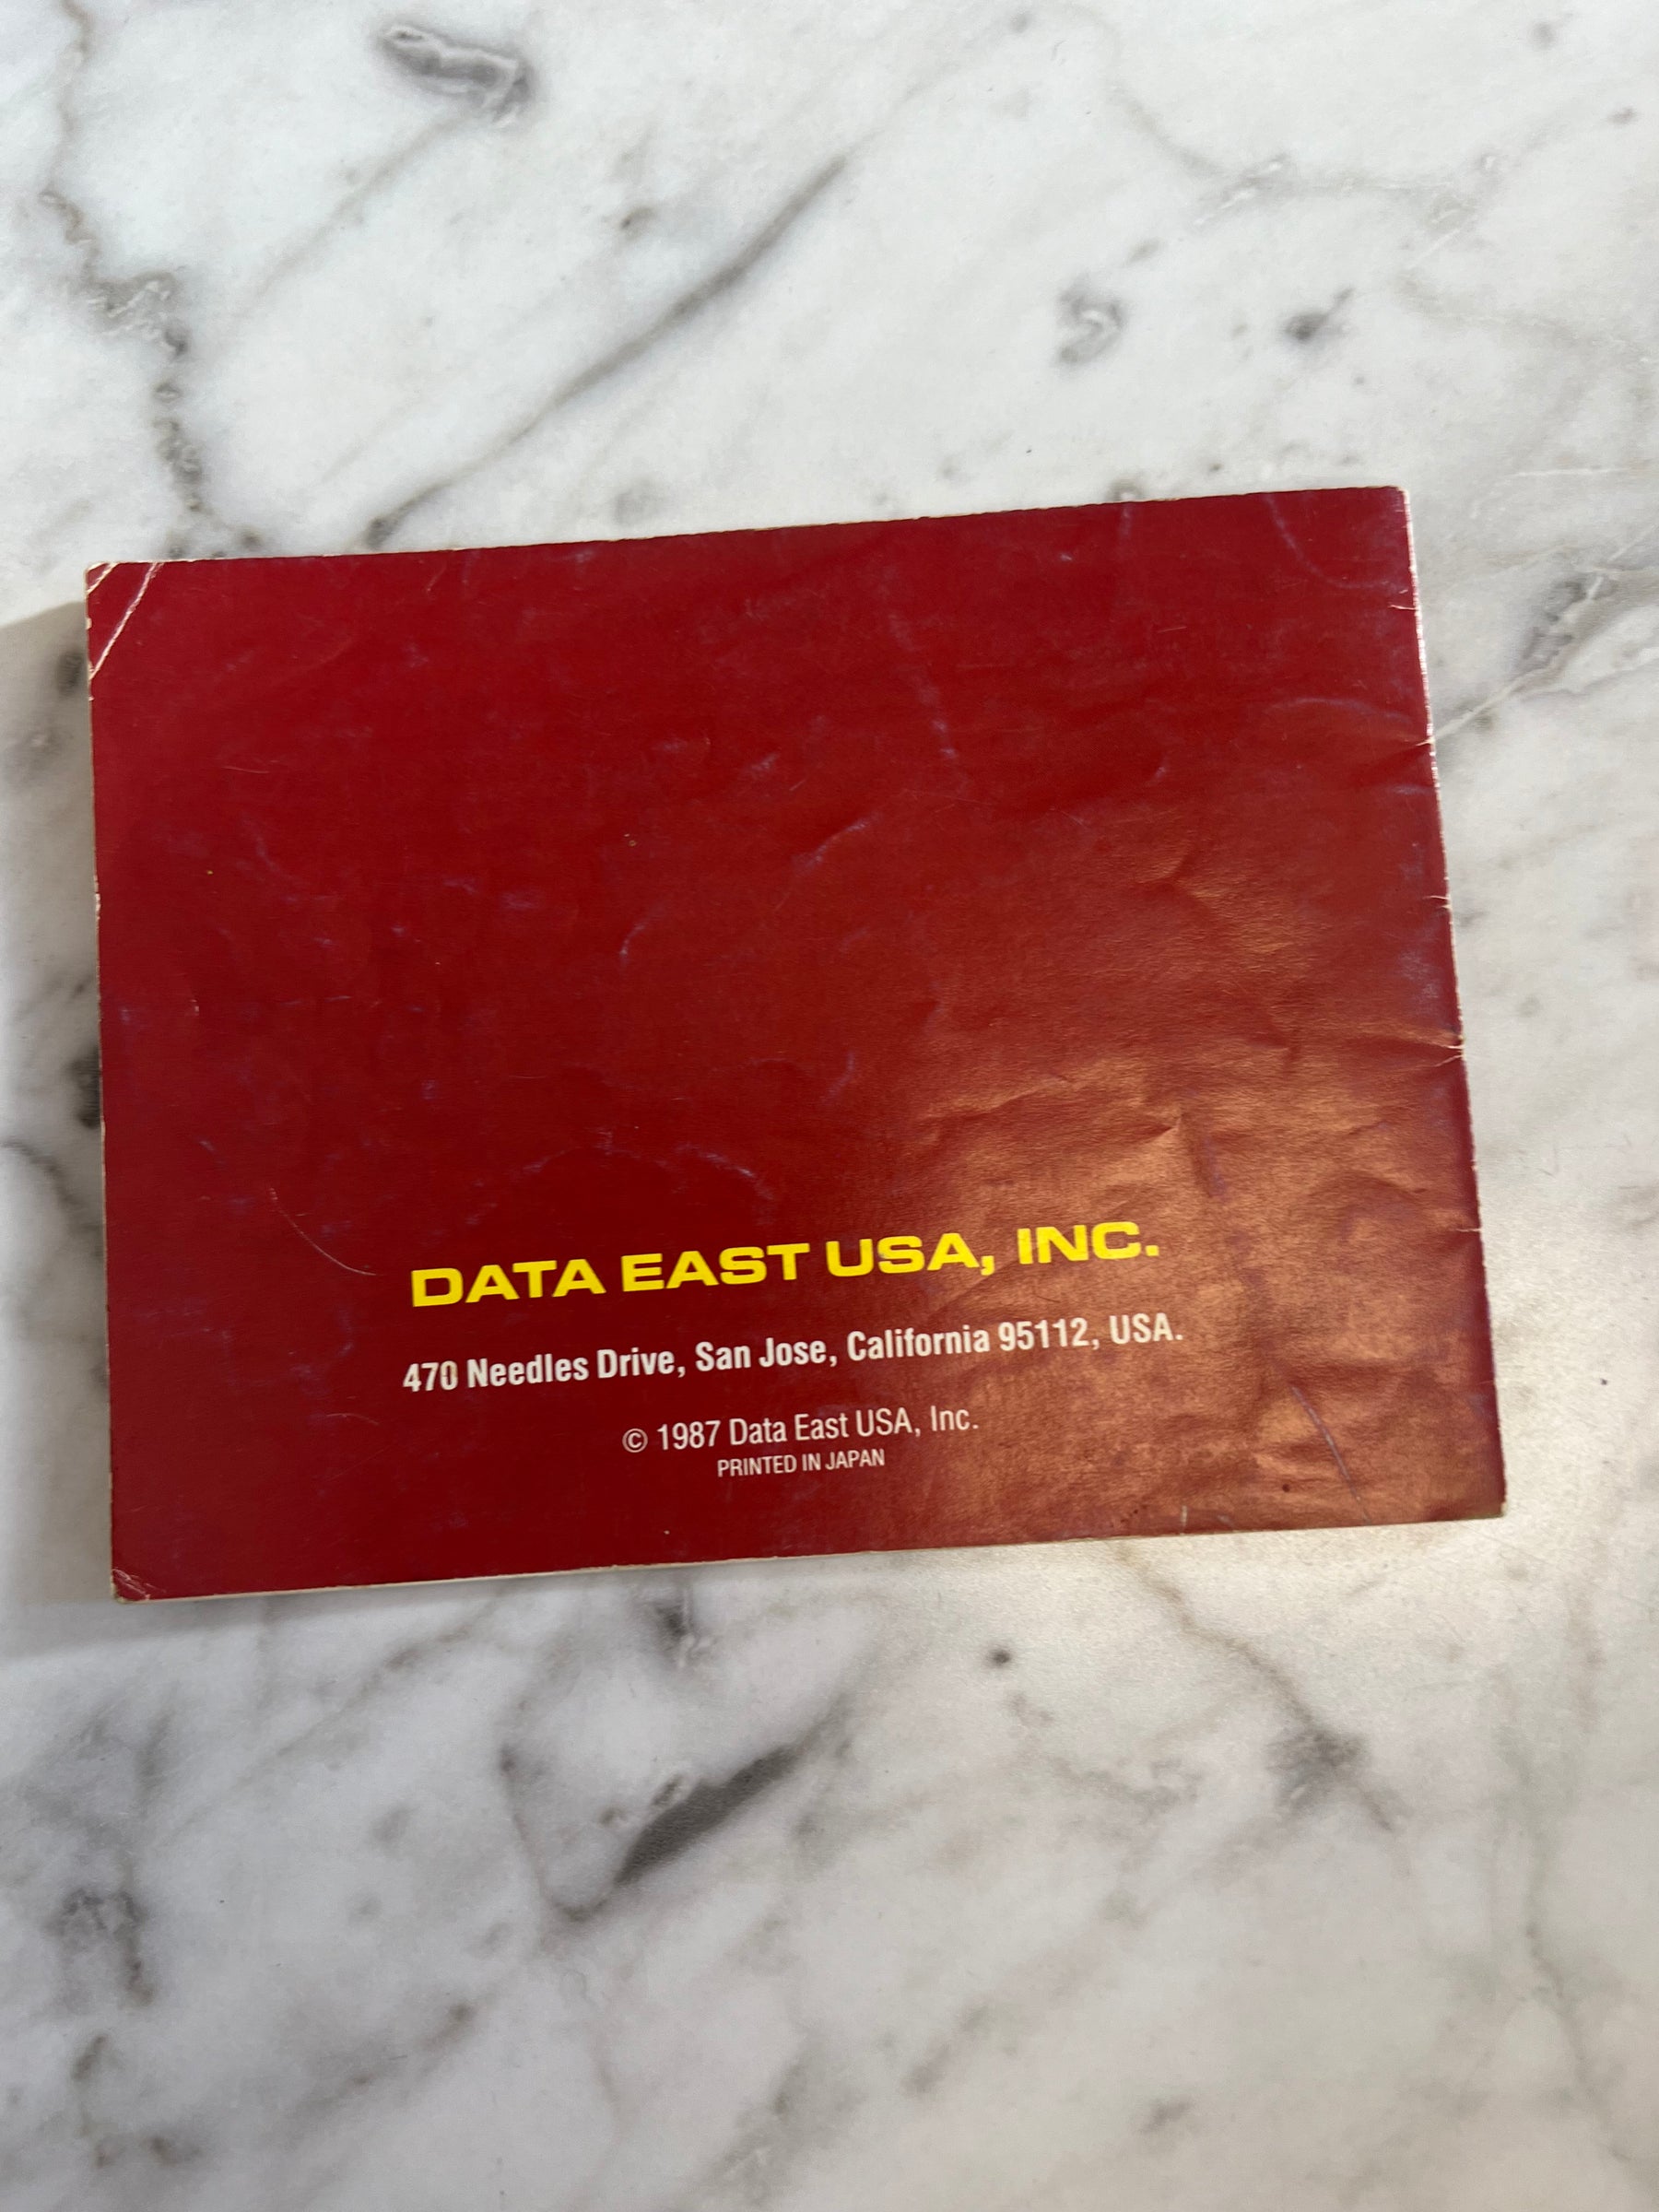 DATA EAST USA, INC.
470 Needles Drive, San Jose, California 95112, USA.
© 1987 Data East USA, Inc.
PRINTED IN JAPAN